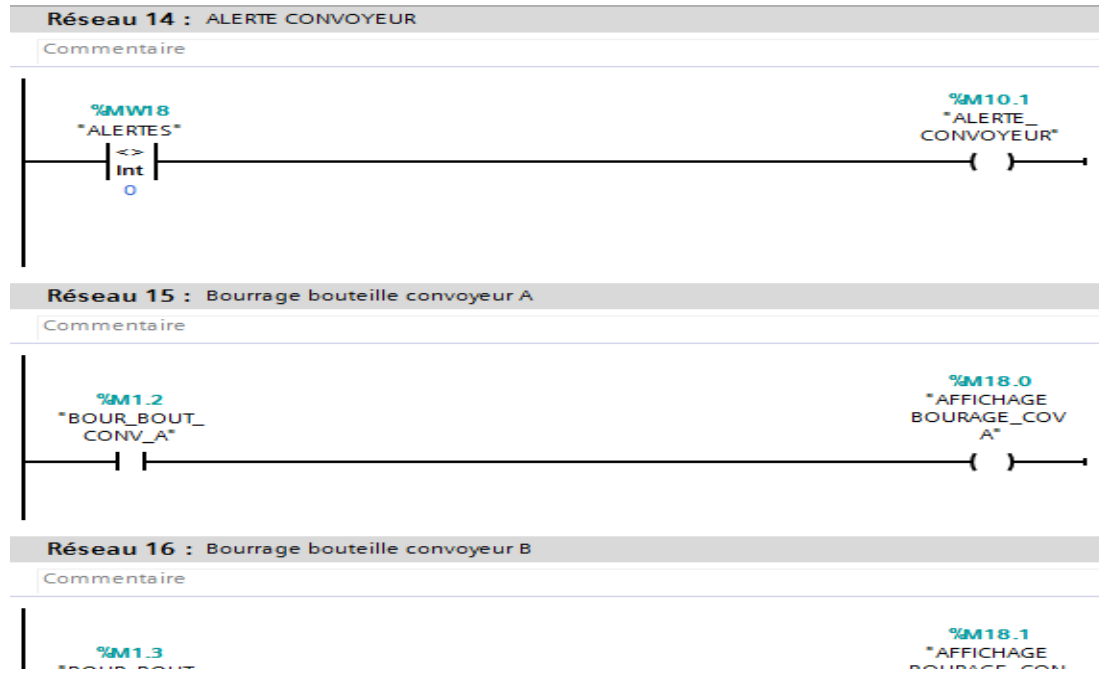 Réseau 14 : ALERTE CONVOYEUR
Commentaire
%MW18
"ALERTES"
<>
Int
0
%M10.1
"ALERTE_
CONVOYEUR"
Réseau 15 : Bourrage bouteille convoyeur A
Commentaire
%M1.2
"BOUR_BOUT_
CONV_A"
%M18.0
"AFFICHAGE
BOURAGE_COV
A"
Réseau 16 : Bourrage bouteille convoyeur B
Commentaire
%M1.3
"BOUR_BOUT_
%M18.1
"AFFICHAGE
BOURAGE_CON